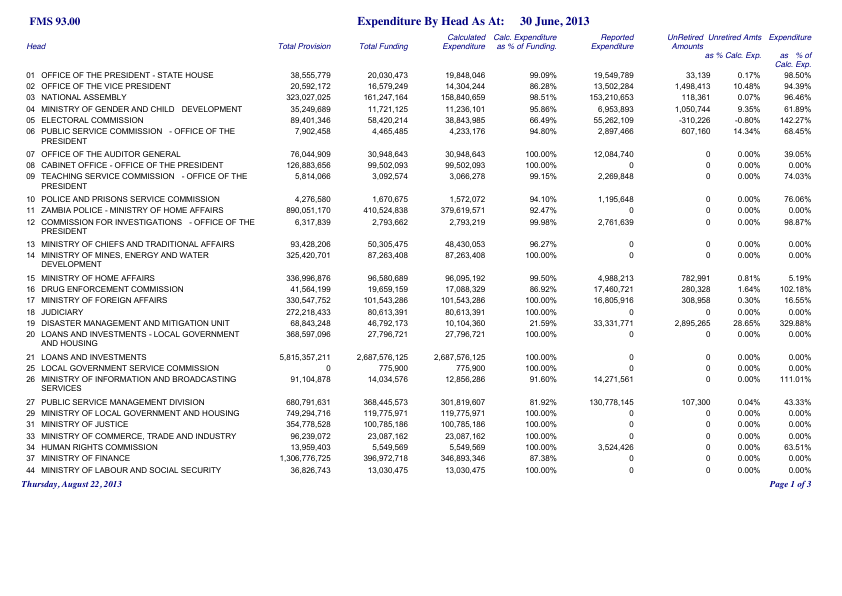 FMS 93.00 Expenditure By Head As At: 30 June, 2013
Calculated Calc. Expenditure Reported UnRetired Unretired Amts Expenditure
Head Total Provision Total Funding Expenditure as % of Funding. Expenditure Amounts
as % Calc. Exp. as % of
Calc. Exp.
01 OFFICE OF THE PRESIDENT - STATE HOUSE 38,555,779 20,030,473 19,848,046 99.09% 19,549,789 33,139 0.17% 98.50%
02 OFFICE OF THE VICE PRESIDENT 20,592,172 16,579,249 14,304,244 86.28% 13,502,284 1,498,413 10.48% 94.39%
03 NATIONAL ASSEMBLY 323,027,025 161,247,164 158,840,659 98.51% 153,210,653 118,361 0.07% 96.46%
04 MINISTRY OF GENDER AND CHILD DEVELOPMENT 35,249,689 11,721,125 11,236,101 95.86% 6,953,893 1,050,744 9.35% 61.89%
05 ELECTORAL COMMISSION 89,401,346 58,420,214 38,843,985 66.49% 55,262,109 -310,226 -0.80% 142.27%
06 PUBLIC SERVICE COMMISSION - OFFICE OF THE 7,902,458 4,465,485 4,233,176 94.80% 2,897,466 607,160 14.34% 68.45%
PRESIDENT
07 OFFICE OF THE AUDITOR GENERAL 76,044,909 30,948,643 30,948,643 100.00% 12,084,740 0 0.00% 39.05%
08 CABINET OFFICE - OFFICE OF THE PRESIDENT 126,883,656 99,502,093 99,502,093 100.00% 0 0 0.00% 0.00%
09 TEACHING SERVICE COMMISSION - OFFICE OF THE 5,814,066 3,092,574 3,066,278 99.15% 2,269,848 0 0.00% 74.03%
PRESIDENT
10 POLICE AND PRISONS SERVICE COMMISSION 4,276,580 1,670,675 1,572,072 94.10% 1,195,648 0 0.00% 76.06%
11 ZAMBIA POLICE - MINISTRY OF HOME AFFAIRS 890,051,170 410,524,838 379,619,571 92.47% 0 0 0.00% 0.00%
12 COMMISSION FOR INVESTIGATIONS - OFFICE OF THE 6,317,839 2,793,662 2,793,219 99.98% 2,761,639 0 0.00% 98.87%
PRESIDENT
13 MINISTRY OF CHIEFS AND TRADITIONAL AFFAIRS 93,428,206 50,305,475 48,430,053 96.27% 0 0 0.00% 0.00%
14 MINISTRY OF MINES, ENERGY AND WATER 325,420,701 87,263,408 87,263,408 100.00% 0 0 0.00% 0.00%
DEVELOPMENT
15 MINISTRY OF HOME AFFAIRS 336,996,876 96,580,689 96,095,192 99.50% 4,988,213 782,991 0.81% 5.19%
16 DRUG ENFORCEMENT COMMISSION 41,564,199 19,659,159 17,088,329 86.92% 17,460,721 280,328 1.64% 102.18%
17 MINISTRY OF FOREIGN AFFAIRS 330,547,752 101,543,286 101,543,286 100.00% 16,805,916 308,958 0.30% 16.55%
18 JUDICIARY 272,218,433 80,613,391 80,613,391 100.00% 0 0 0.00% 0.00%
19 DISASTER MANAGEMENT AND MITIGATION UNIT 68,843,248 46,792,173 10,104,360 21.59% 33,331,771 2,895,265 28.65% 329.88%
20 LOANS AND INVESTMENTS - LOCAL GOVERNMENT 368,597,096 27,796,721 27,796,721 100.00% 0 0 0.00% 0.00%
AND HOUSING
21 LOANS AND INVESTMENTS 5,815,357,211 2,687,576,125 2,687,576,125 100.00% 0 0 0.00% 0.00%
25 LOCAL GOVERNMENT SERVICE COMMISSION 0 775,900 775,900 100.00% 0 0 0.00% 0.00%
26 MINISTRY OF INFORMATION AND BROADCASTING 91,104,878 14,034,576 12,856,286 91.60% 14,271,561 0 0.00% 111.01%
SERVICES
27 PUBLIC SERVICE MANAGEMENT DIVISION 680,791,631 368,445,573 301,819,607 81.92% 130,778,145 107,300 0.04% 43.33%
29 MINISTRY OF LOCAL GOVERNMENT AND HOUSING 749,294,716 119,775,971 119,775,971 100.00% 0 0 0.00% 0.00%
31 MINISTRY OF JUSTICE 354,778,528 100,785,186 100,785,186 100.00% 0 0 0.00% 0.00%
33 MINISTRY OF COMMERCE, TRADE AND INDUSTRY 96,239,072 23,087,162 23,087,162 100.00% 0 0 0.00% 0.00%
34 HUMAN RIGHTS COMMISSION 13,959,403 5,549,569 5,549,569 100.00% 3,524,426 0 0.00% 63.51%
37 MINISTRY OF FINANCE 1,306,776,725 396,972,718 346,893,346 87.38% 0 0 0.00% 0.00%
44 MINISTRY OF LABOUR AND SOCIAL SECURITY 36,826,743 13,030,475 13,030,475 100.00% 0 0 0.00% 0.00%
Thursday, August 22, 2013 Page 1 of 3